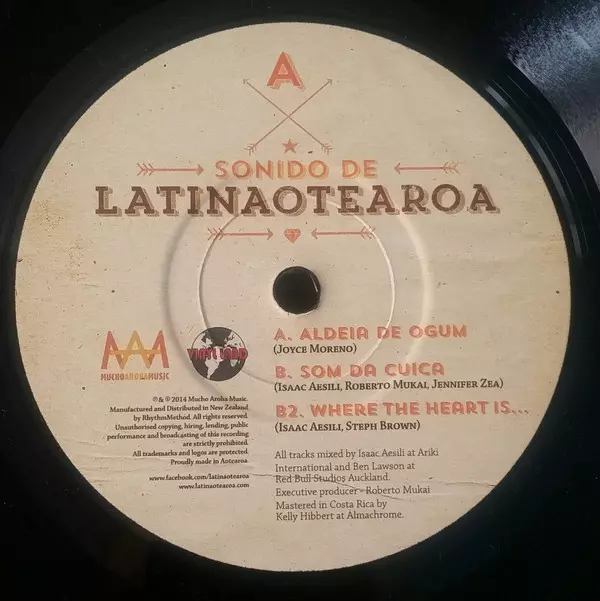 A
SONIDO DE
LATINAOTEAROA
MUCHOAROHAMUSIC
VINYL LAND
A. ALDEIA DE OGUM
(JOYCE MORENO)
B. SOM DA CUICA
(ISAAC AESILI, ROBERTO MUKAI, JENNIFER ZEA)
B2. WHERE THE HEART IS...
(ISAAC AESILI, STEPH BROWN)
℗& © 2014 Mucho Aroha Music.
Manufactured and Distributed in New Zealand
by RhythmMethod. All rights reserved.
Unauthorised copying, hiring, lending, public
performance and broadcasting of this recording
are strictly prohibited.
All trademarks and logos are protected.
Proudly made in Aotearoa.
www.facebook.com/latinaotearoa
www.latinaotearoa.com
All tracks mixed by Isaac Aesili at Ariki
International and Ben Lawson at
Red Bull Studios Auckland.
Executive producer - Roberto Mukai
Mastered in Costa Rica by
Kelly Hibbert at Almachrome.